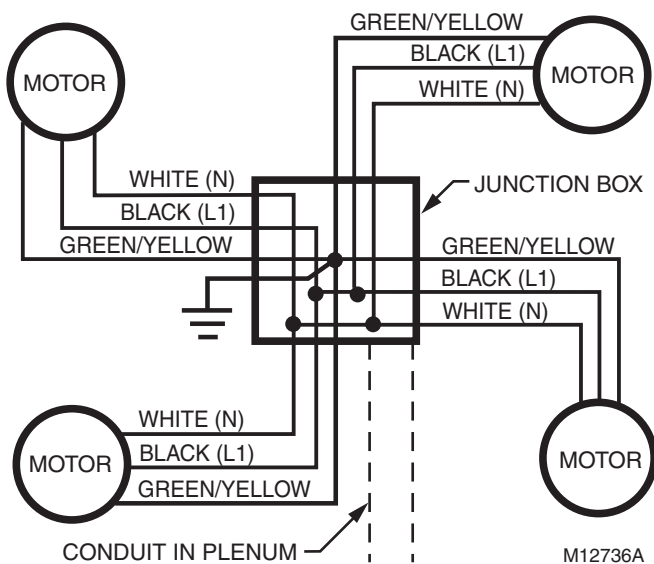 GREEN/YELLOW
BLACK (L1)
WHITE (N)
MOTOR
MOTOR
WHITE (N)
BLACK (L1)
GREEN/YELLOW
JUNCTION BOX
GREEN/YELLOW
BLACK (L1)
WHITE (N)
WHITE (N)
BLACK (L1)
GREEN/YELLOW
MOTOR
MOTOR
CONDUIT IN PLENUM
M12736A